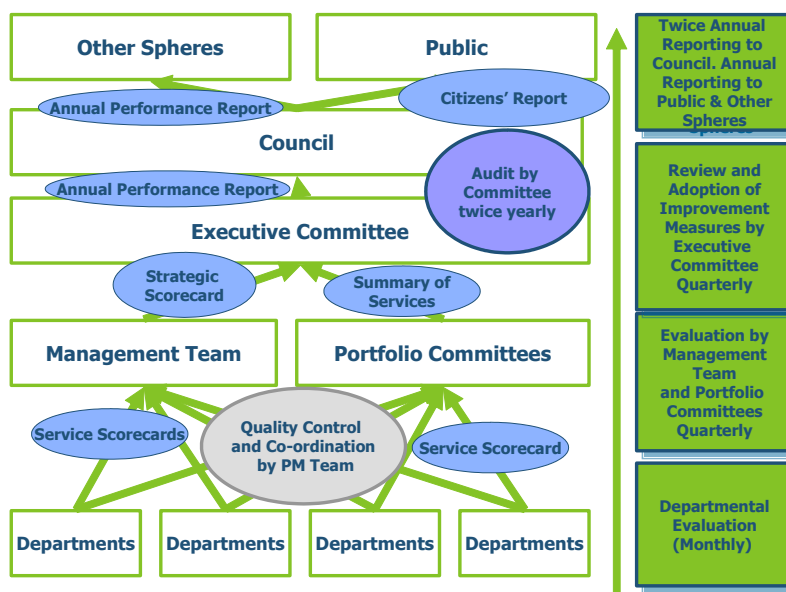 Other Spheres
Public
Annual Performance Report
Citizens’ Report
Council
Annual Performance Report
Audit by
Committee
twice yearly
Executive Committee
Strategic
Scorecard
Summary of
Services
Management Team
Portfolio Committees
Service Scorecards
Quality Control
and Co-ordination
by PM Team
Service Scorecard
Departments
Departments
Departments
Departments
Twice Annual
Reporting to
Council. Annual
Reporting to
Public & Other
Spheres
Spheres
Review and
Adoption of
Improvement
Measures by
Executive
Committee
Quarterly
Evaluation by
Management
Team
and Portfolio
Committees
Quarterly
Departmental
Evaluation
(Monthly)